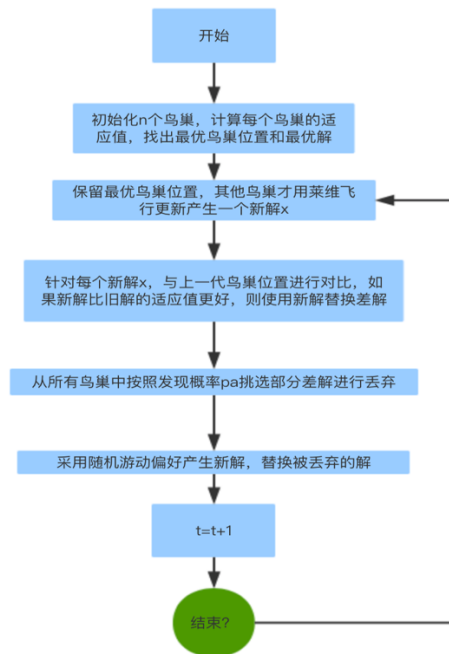 开始
初始化n个鸟巢，计算每个鸟巢的适
应值，找出最优鸟巢位置和最优解
保留最优鸟巢位置，其他鸟巢才用莱维飞
行更新产生一个新解x
针对每个新解x，与上一代鸟巢位置进行对比，如
果新解比旧解的适应值更好，则使用新解替换差解
从所有鸟巢中按照发现概率pa挑选部分差解进行丢弃
采用随机游动偏好产生新解，替换被丢弃的解
t=t+1
结束?